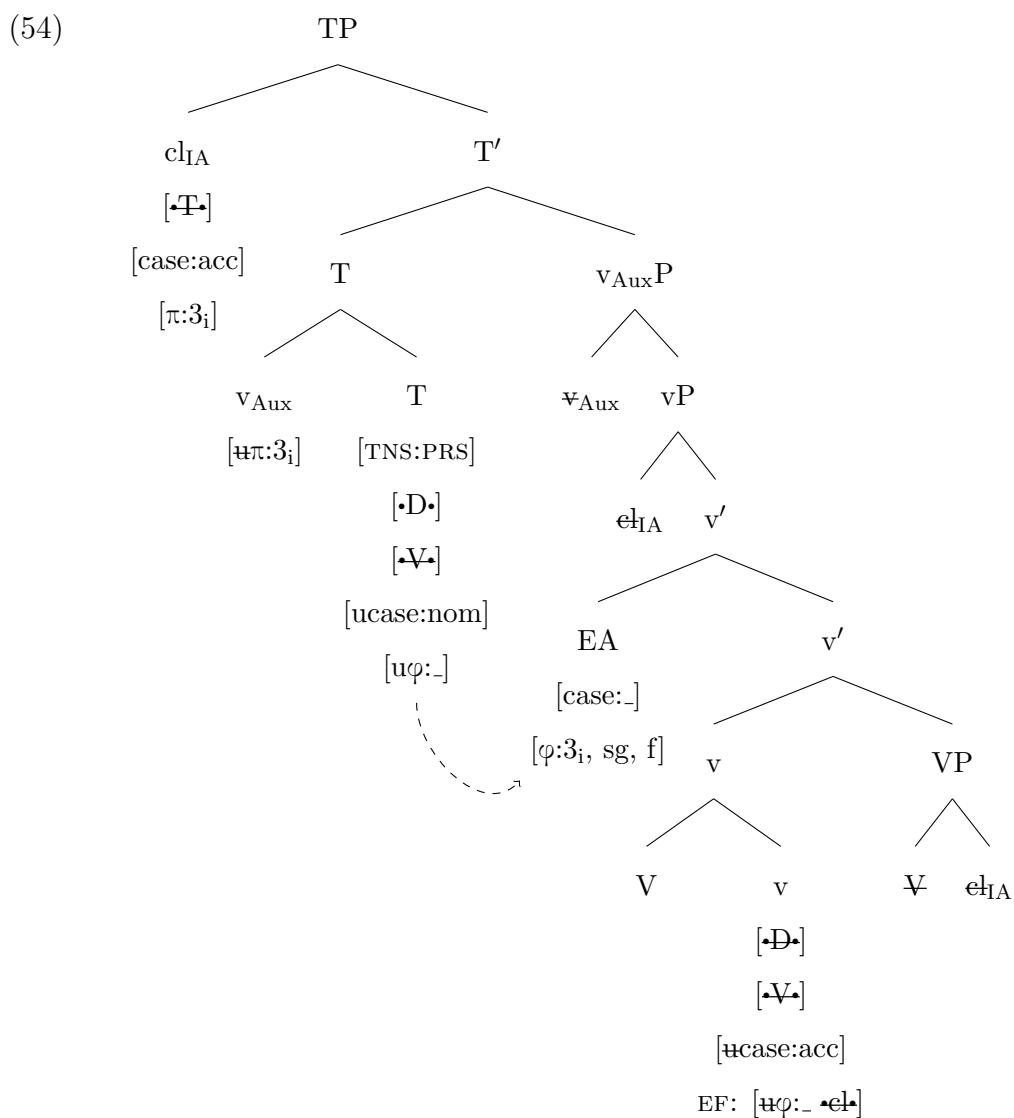 (54) TP
cl_IA T′
[•T•]
[case:acc] T v_AuxP
[π:3_i]
v_Aux T v_Aux vP
[uπ:3_i] [TNS:PRS]
[•D•] cl_IA v′
[•V•]
[ucase:nom] EA v′
[uφ:_] [case:_]
[φ:3_i, sg, f] v VP
V v V cl_IA
[•D•]
[•V•]
[ucase:acc]
EF: [uφ:_ •cl•]